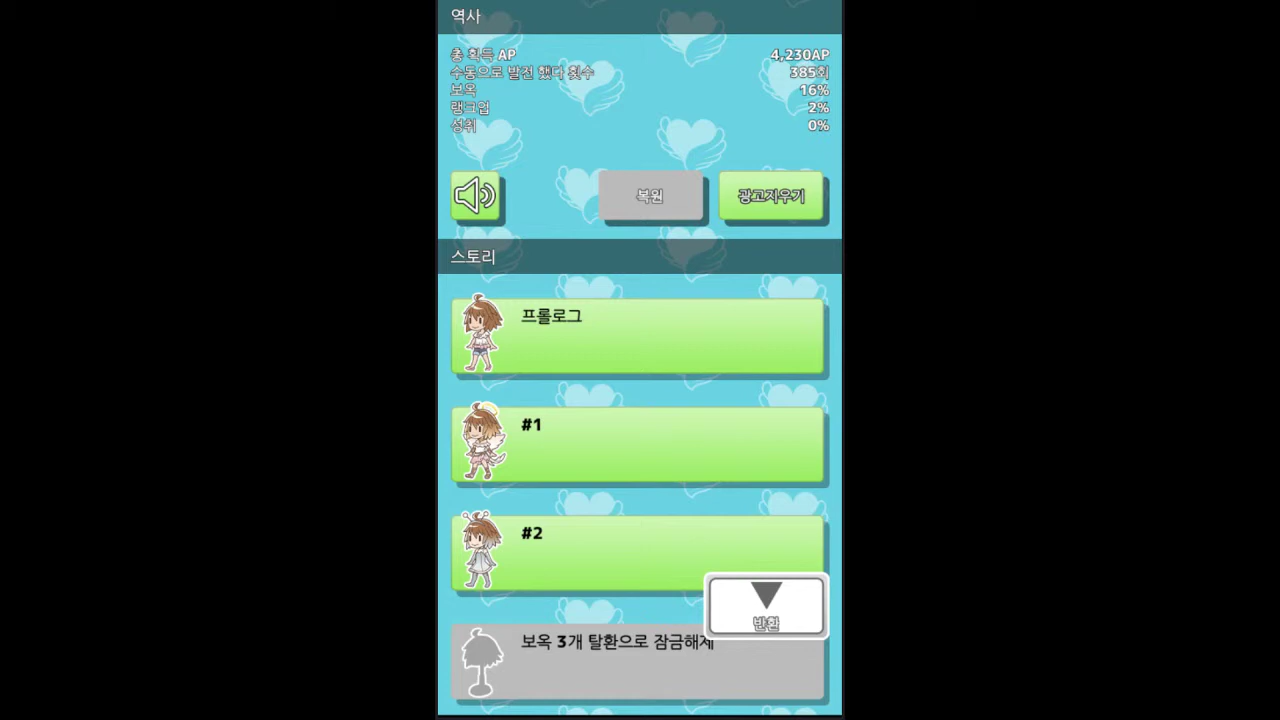 역사
총 획득 AP 4,230AP
수동으로 발전 했다 횟수 385회
보옥 16%
랭크업 2%
성취 0%
복원 광고지우기
스토리
프롤로그
#1
#2
반환
보옥 3개 탈환으로 잠금해제